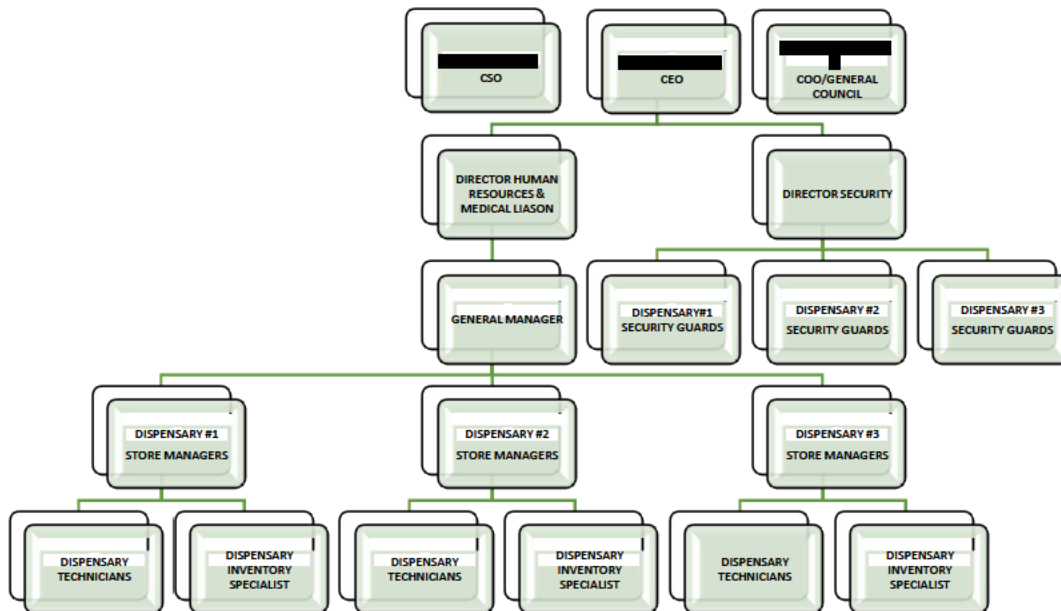 CSO
CEO
COO/GENERAL
COUNCIL
DIRECTOR HUMAN
RESOURCES &
MEDICAL LIASON
DIRECTOR SECURITY
GENERAL MANAGER
DISPENSARY#1
SECURITY GUARDS
DISPENSARY #2
SECURITY GUARDS
DISPENSARY #3
SECURITY GUARDS
DISPENSARY #1
STORE MANAGERS
DISPENSARY #2
STORE MANAGERS
DISPENSARY #3
STORE MANAGERS
DISPENSARY
TECHNICIANS
DISPENSARY
INVENTORY
SPECIALIST
DISPENSARY
TECHNICIANS
DISPENSARY
INVENTORY
SPECIALIST
DISPENSARY
TECHNICIANS
DISPENSARY
INVENTORY
SPECIALIST